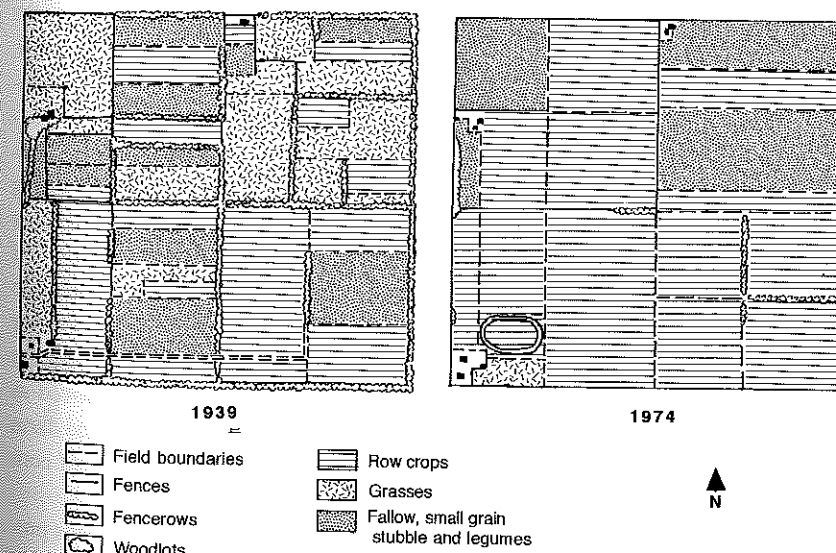 1939
1974
Field boundaries
Fences
Fencerows
Woodlots
Row crops
Grasses
Fallow, small grain
stubble and legumes
N